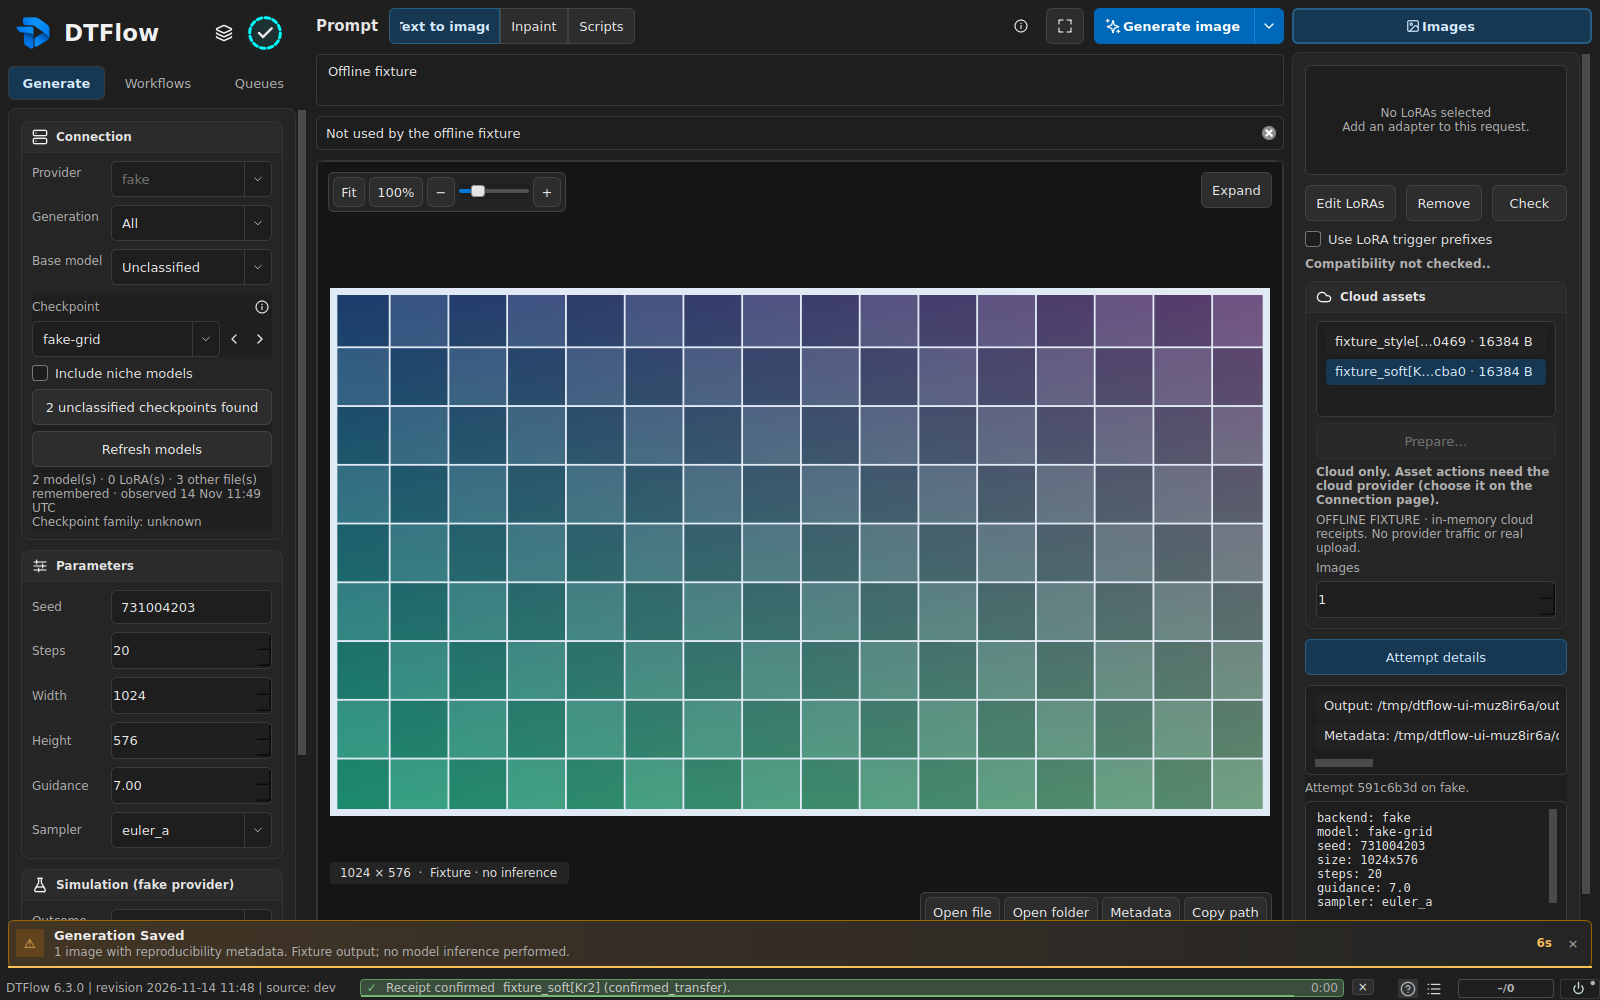 DTFlow
Generate
Workflows
Queues
Connection
Provider
fake
Generation
All
Base model
Unclassified
Checkpoint
fake-grid
Include niche models
2 unclassified checkpoints found
Refresh models
2 model(s) · 0 LoRA(s) · 3 other file(s)
remembered · observed 14 Nov 11:49
UTC
Checkpoint family: unknown
Parameters
Seed
731004203
Steps
20
Width
1024
Height
576
Guidance
7.00
Sampler
euler_a
Simulation (fake provider)
Outcome
Prompt
Text to image
Inpaint
Scripts
Generate image
Offline fixture
Not used by the offline fixture
Fit
100%
−
+
Expand
1024 × 576 · Fixture · no inference
Open file
Open folder
Metadata
Copy path
Images
No LoRAs selected
Add an adapter to this request.
Edit LoRAs
Remove
Check
Use LoRA trigger prefixes
Compatibility not checked..
Cloud assets
fixture_style[...0469 · 16384 B
fixture_soft[K...cba0 · 16384 B
Prepare...
Cloud only. Asset actions need the
cloud provider (choose it on the
Connection page).
OFFLINE FIXTURE · in-memory cloud
receipts. No provider traffic or real
upload.
Images
1
Attempt details
Output: /tmp/dtflow-ui-muz8ir6a/out
Metadata: /tmp/dtflow-ui-muz8ir6a/o
Attempt 591c6b3d on fake.
backend: fake
model: fake-grid
seed: 731004203
size: 1024x576
steps: 20
guidance: 7.0
sampler: euler_a
Generation Saved
1 image with reproducibility metadata. Fixture output; no model inference performed.
6s
×
DTFlow 6.3.0 | revision 2026-11-14 11:48 | source: dev
✓ Receipt confirmed fixture_soft[Kr2] (confirmed_transfer).
0:00
×
-/0